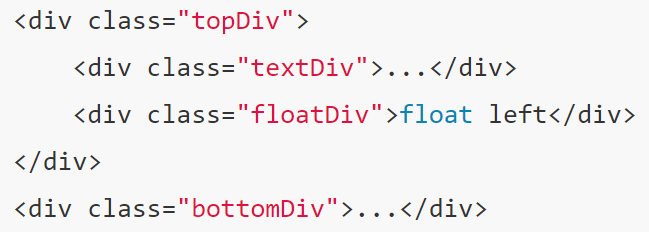 <div class="topDiv">
    <div class="textDiv">...</div>
    <div class="floatDiv">float left</div>
</div>
<div class="bottomDiv">...</div>